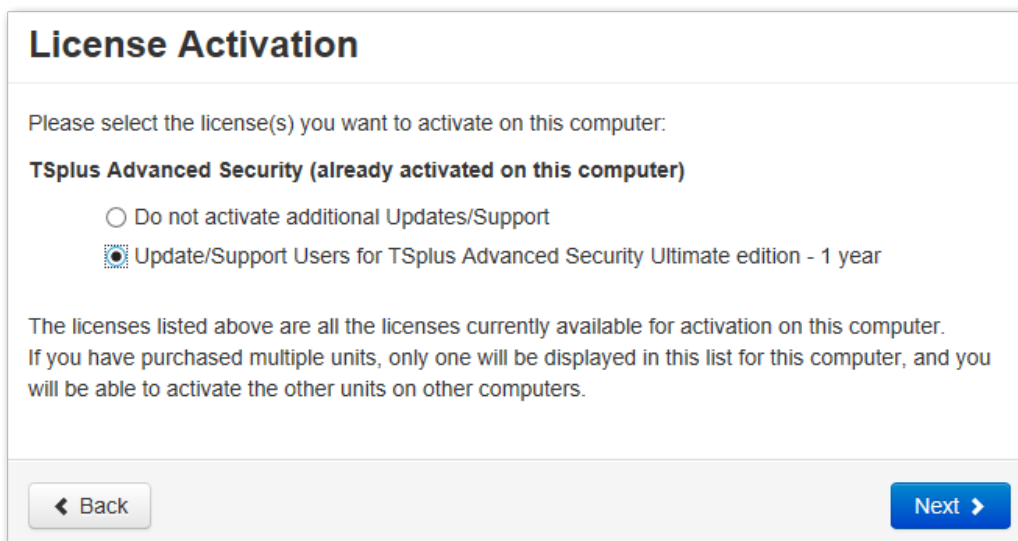 License Activation
Please select the license(s) you want to activate on this computer:
TSplus Advanced Security (already activated on this computer)
Do not activate additional Updates/Support
Update/Support Users for TSplus Advanced Security Ultimate edition - 1 year
The licenses listed above are all the licenses currently available for activation on this computer.
If you have purchased multiple units, only one will be displayed in this list for this computer, and you
will be able to activate the other units on other computers.
Back
Next